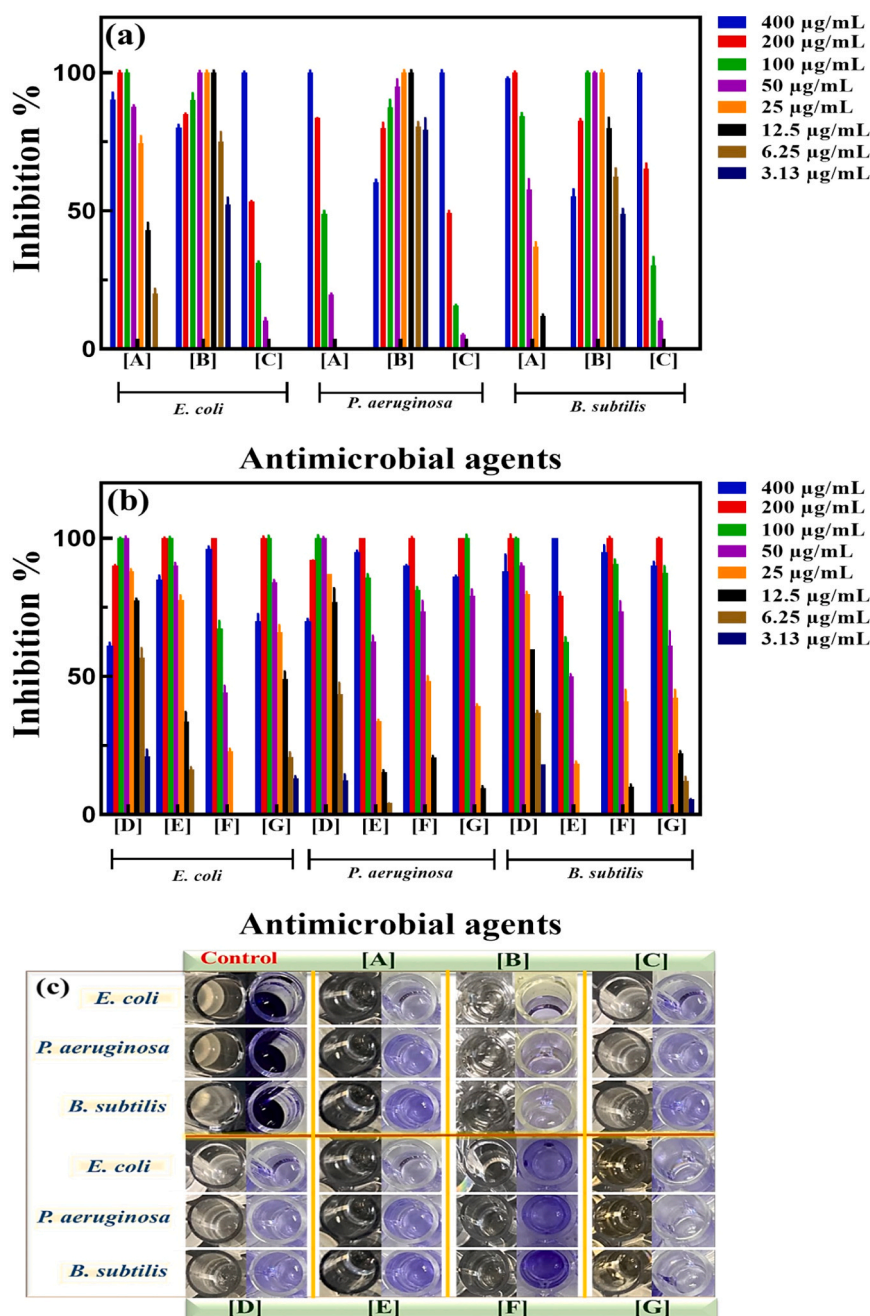 (a)
Inhibition %
100
50
0
400 µg/mL
200 µg/mL
100 µg/mL
50 µg/mL
25 µg/mL
12.5 µg/mL
6.25 µg/mL
3.13 µg/mL
[A] [B] [C] [A] [B] [C] [A] [B] [C]
E. coli P. aeruginosa B. subtilis
Antimicrobial agents
(b)
Inhibition %
100
50
0
400 µg/mL
200 µg/mL
100 µg/mL
50 µg/mL
25 µg/mL
12.5 µg/mL
6.25 µg/mL
3.13 µg/mL
[D] [E] [F] [G] [D] [E] [F] [G] [D] [E] [F] [G]
E. coli P. aeruginosa B. subtilis
Antimicrobial agents
Control [A] [B] [C]
(c)
E. coli
P. aeruginosa
B. subtilis
E. coli
P. aeruginosa
B. subtilis
[D] [E] [F] [G]